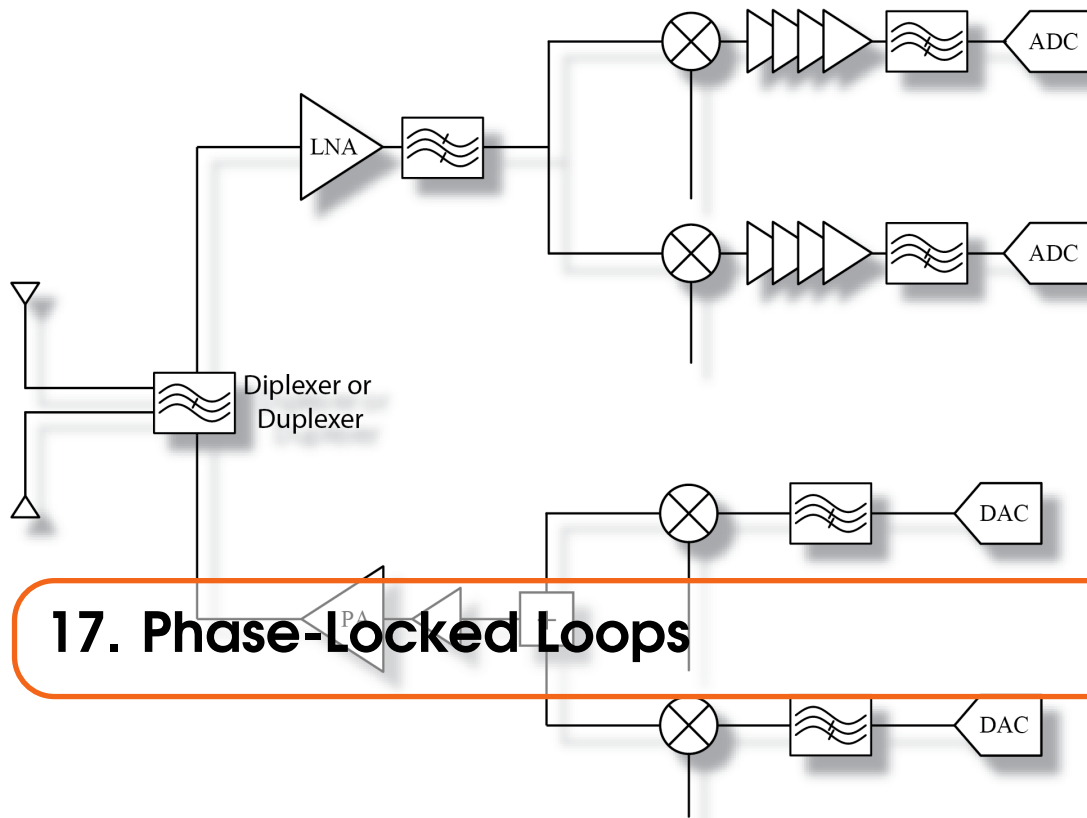 ADC
LNA
ADC
Diplexer or
Duplexer
DAC
PA
+
17. Phase-Locked Loops
DAC